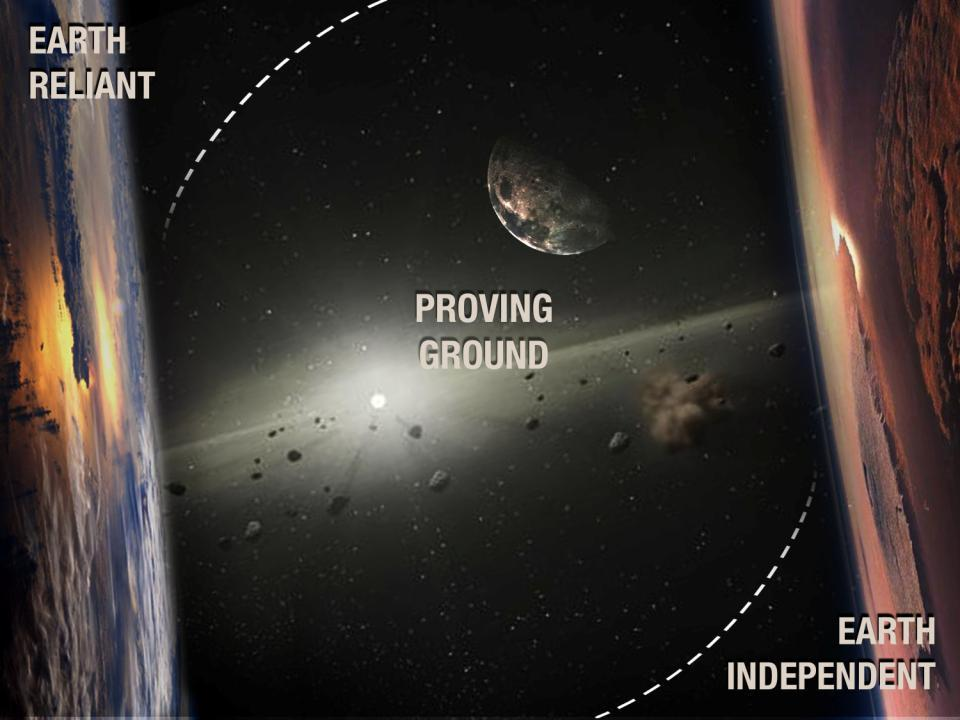 EARTH
RELIANT
PROVING
GROUND
EARTH
INDEPENDENT